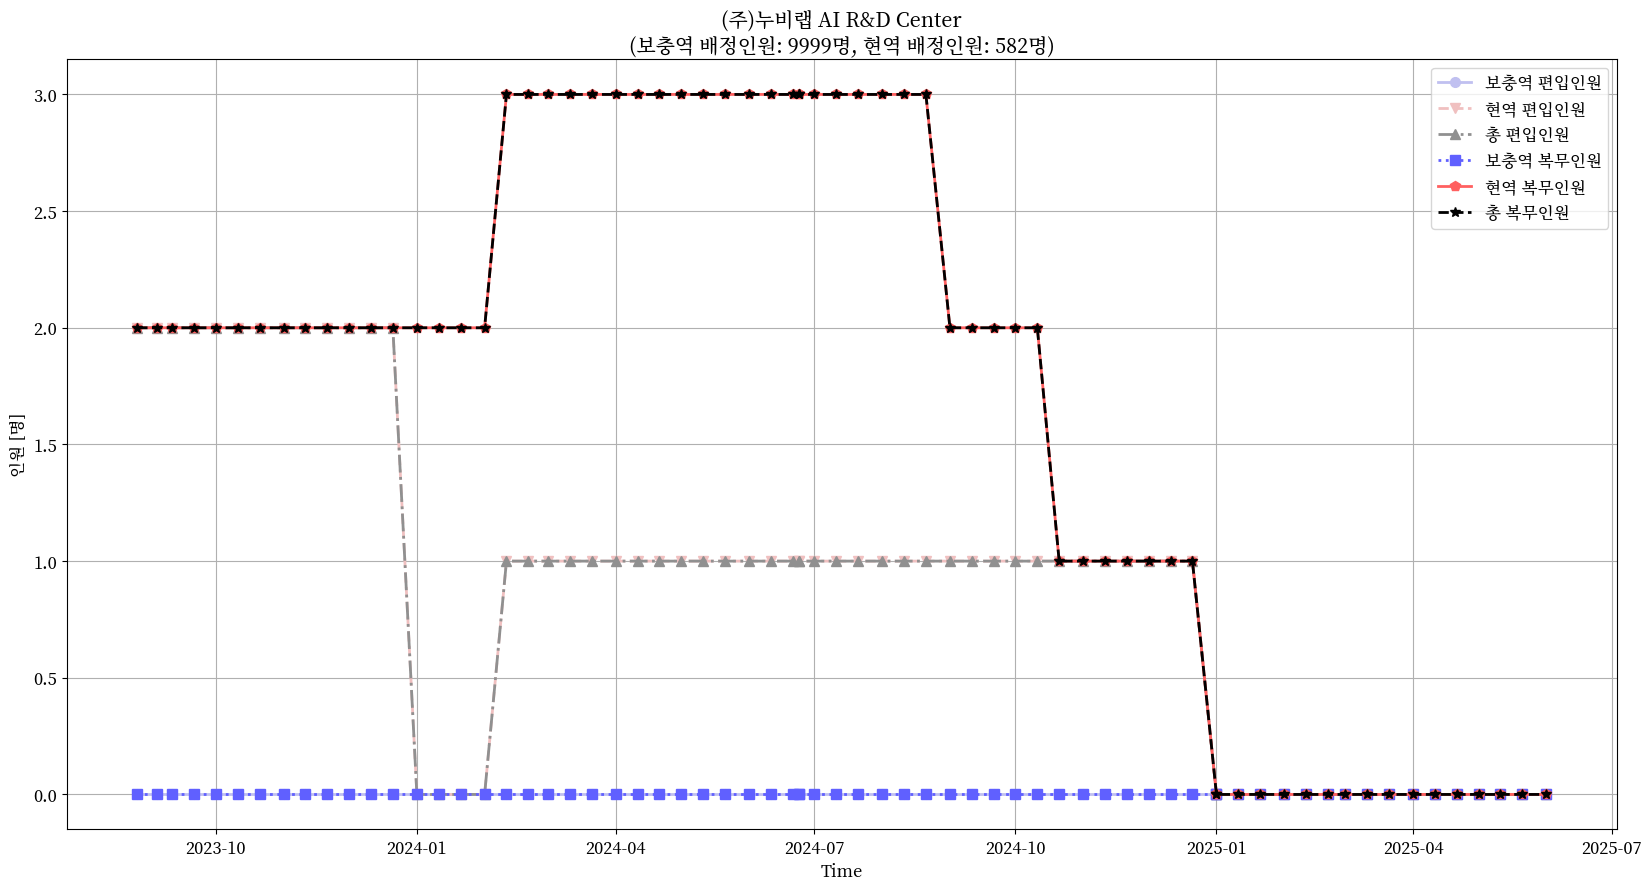 (주)누비랩 AI R&D Center
(보충역 배정인원: 9999명, 현역 배정인원: 582명)
보충역 편입인원
현역 편입인원
총 편입인원
보충역 복무인원
현역 복무인원
총 복무인원
3.0
2.5
2.0
1.5
1.0
0.5
0.0
인원 [명]
2023-10
2024-01
2024-04
2024-07
2024-10
2025-01
2025-04
2025-07
Time